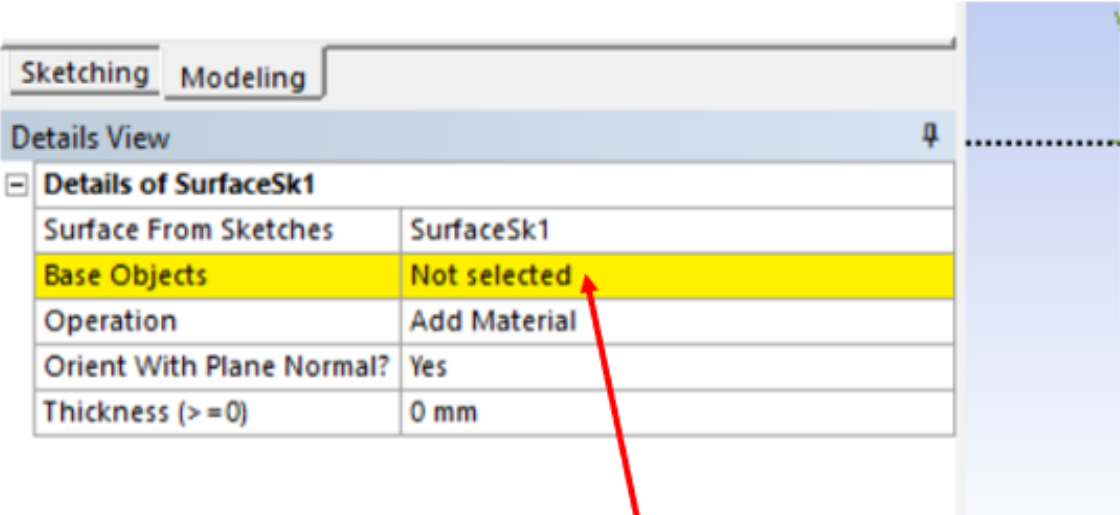 Sketching Modeling
Details View
Details of SurfaceSk1
Surface From Sketches SurfaceSk1
Base Objects Not selected
Operation Add Material
Orient With Plane Normal? Yes
Thickness (>=0) 0 mm